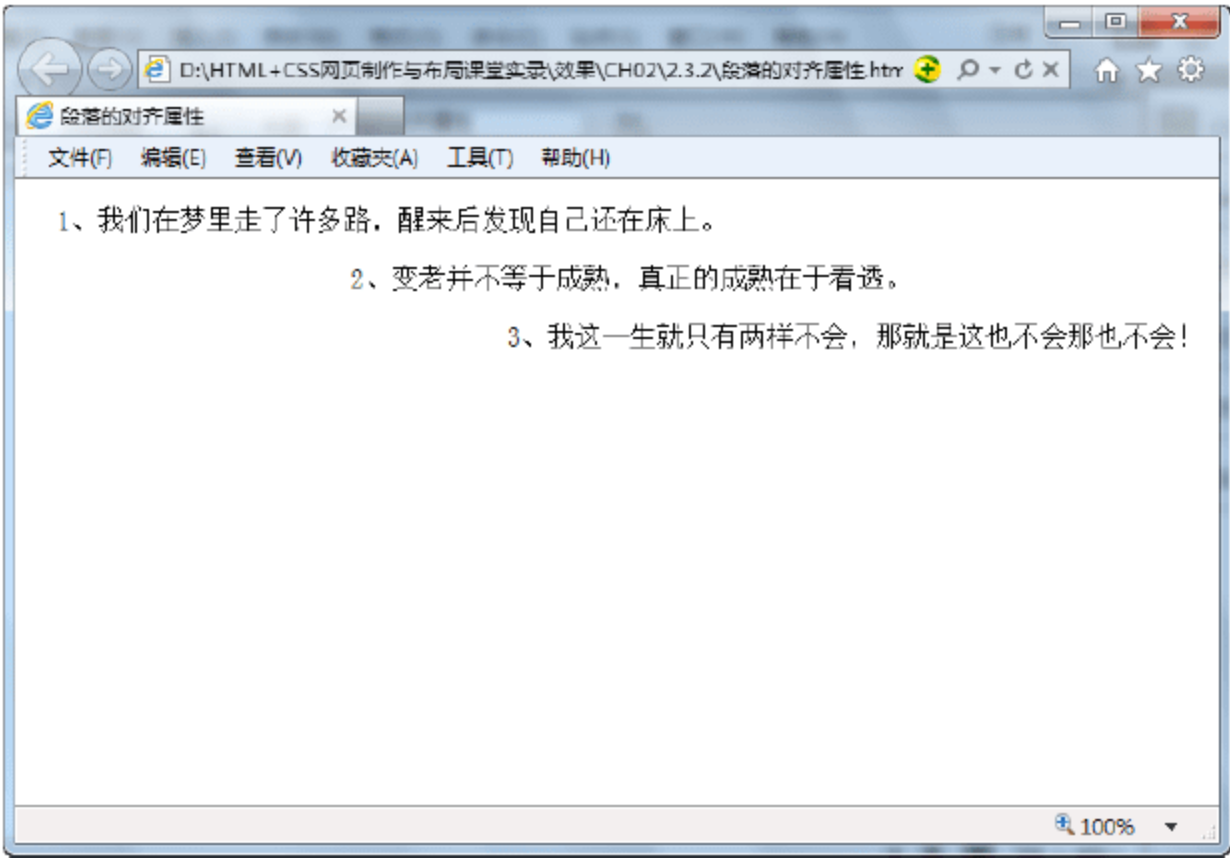 D:\HTML+CSS网页制作与布局课堂实录\效果\CH02\2.3.2\段落的对齐属性.htm
段落的对齐属性
文件(F) 编辑(E) 查看(V) 收藏夹(A) 工具(T) 帮助(H)
1、我们在梦里走了许多路，醒来后发现自己还在床上。
2、变老并不等于成熟，真正的成熟在于看透。
3、我这一生就只有两样不会，那就是这也不会那也不会！
100%